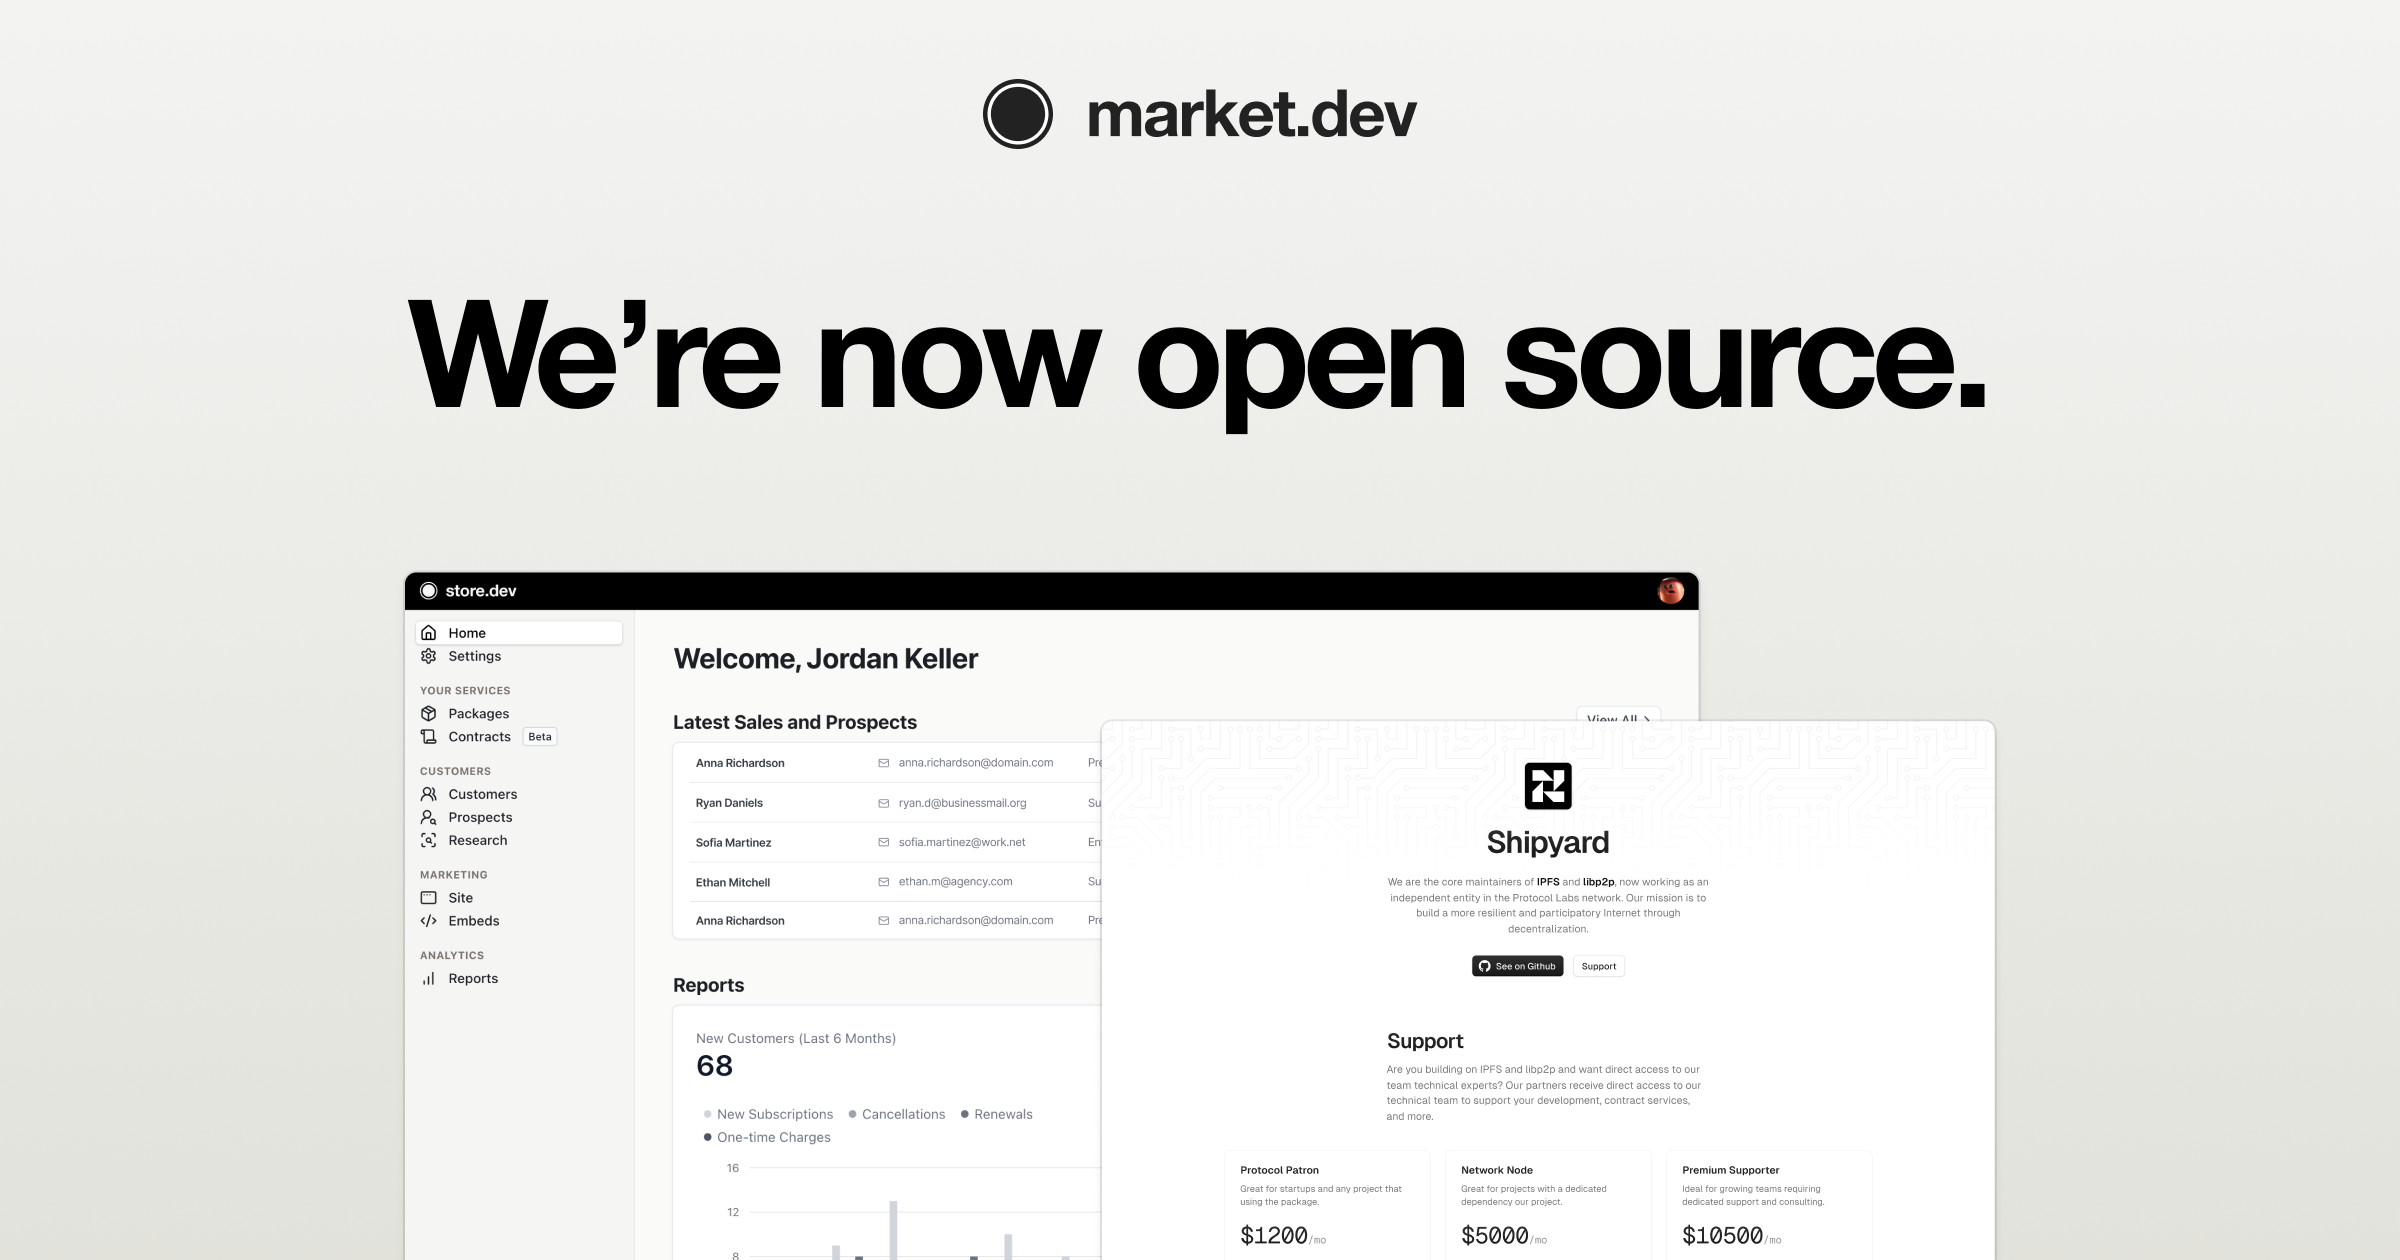 market.dev
We’re now open source.
store.dev
Home
Settings
YOUR SERVICES
Packages
Contracts Beta
CUSTOMERS
Customers
Prospects
Research
MARKETING
Site
Embeds
ANALYTICS
Reports
Welcome, Jordan Keller
Latest Sales and Prospects
View All
Anna Richardson anna.richardson@domain.com Pre
Ryan Daniels ryan.d@businessmail.org Su
Sofia Martinez sofia.martinez@work.net En
Ethan Mitchell ethan.m@agency.com Su
Anna Richardson anna.richardson@domain.com Pre
Reports
New Customers (Last 6 Months)
68
New Subscriptions Cancellations Renewals
One-time Charges
16
12
8
Shipyard
We are the core maintainers of IPFS and libp2p, now working as an
independent entity in the Protocol Labs network. Our mission is to
build a more resilient and participatory Internet through
decentralization.
See on Github Support
Support
Are you building on IPFS and libp2p and want direct access to our
team technical experts? Our partners receive direct access to our
technical team to support your development, contract services,
and more.
Protocol Patron
Great for startups and any project that
using the package.
$1200/mo
Network Node
Great for projects with a dedicated
dependency our project.
$5000/mo
Premium Supporter
Ideal for growing teams requiring
dedicated support and consulting.
$10500/mo